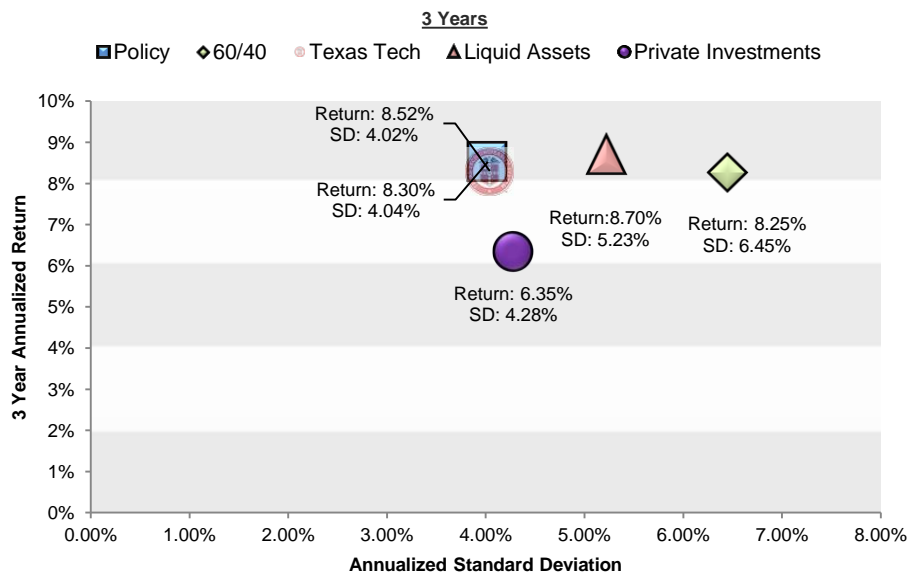 3 Years
Policy 60/40 Texas Tech Liquid Assets Private Investments
10%
9%
8%
7%
6%
5%
4%
3%
2%
1%
0%
3 Year Annualized Return
Return: 8.52%
SD: 4.02%
Return: 8.30%
SD: 4.04%
Return:8.70%
SD: 5.23%
Return: 8.25%
SD: 6.45%
Return: 6.35%
SD: 4.28%
0.00% 1.00% 2.00% 3.00% 4.00% 5.00% 6.00% 7.00% 8.00%
Annualized Standard Deviation